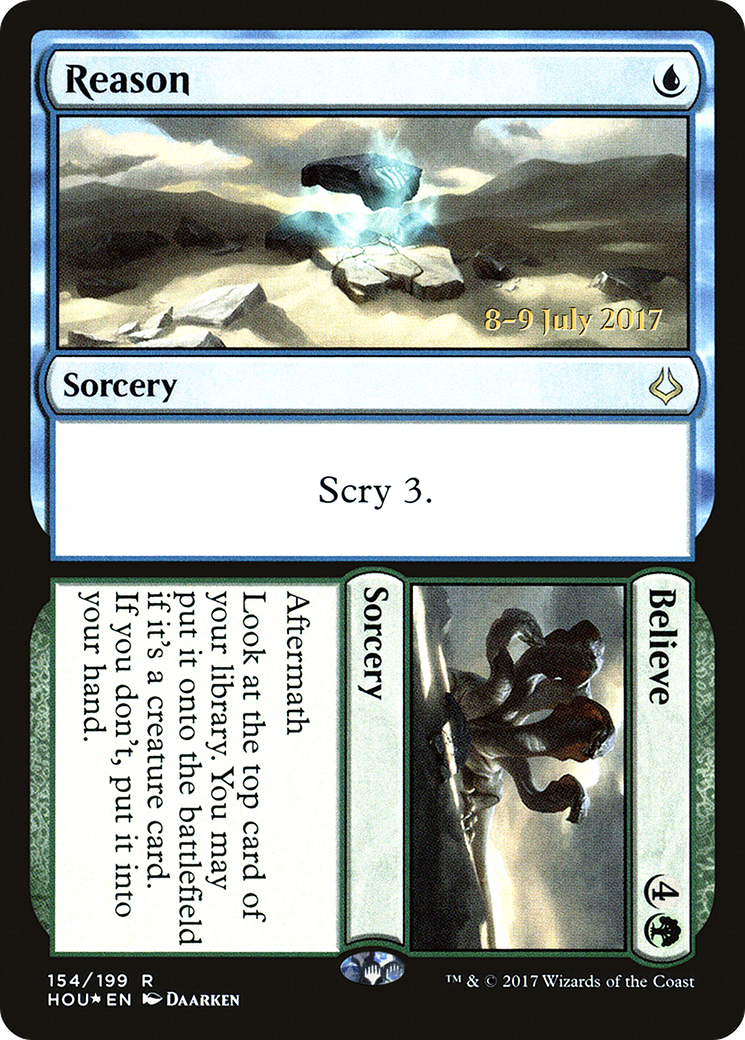 Reason
8–9 July 2017
Sorcery
Scry 3.
Believe
4
Sorcery
Aftermath
Look at the top card of
your library. You may
put it onto the battlefield
if it's a creature card.
If you don't, put it into
your hand.
154/199 R
HOU★EN DAARKEN
™ & © 2017 Wizards of the Coast